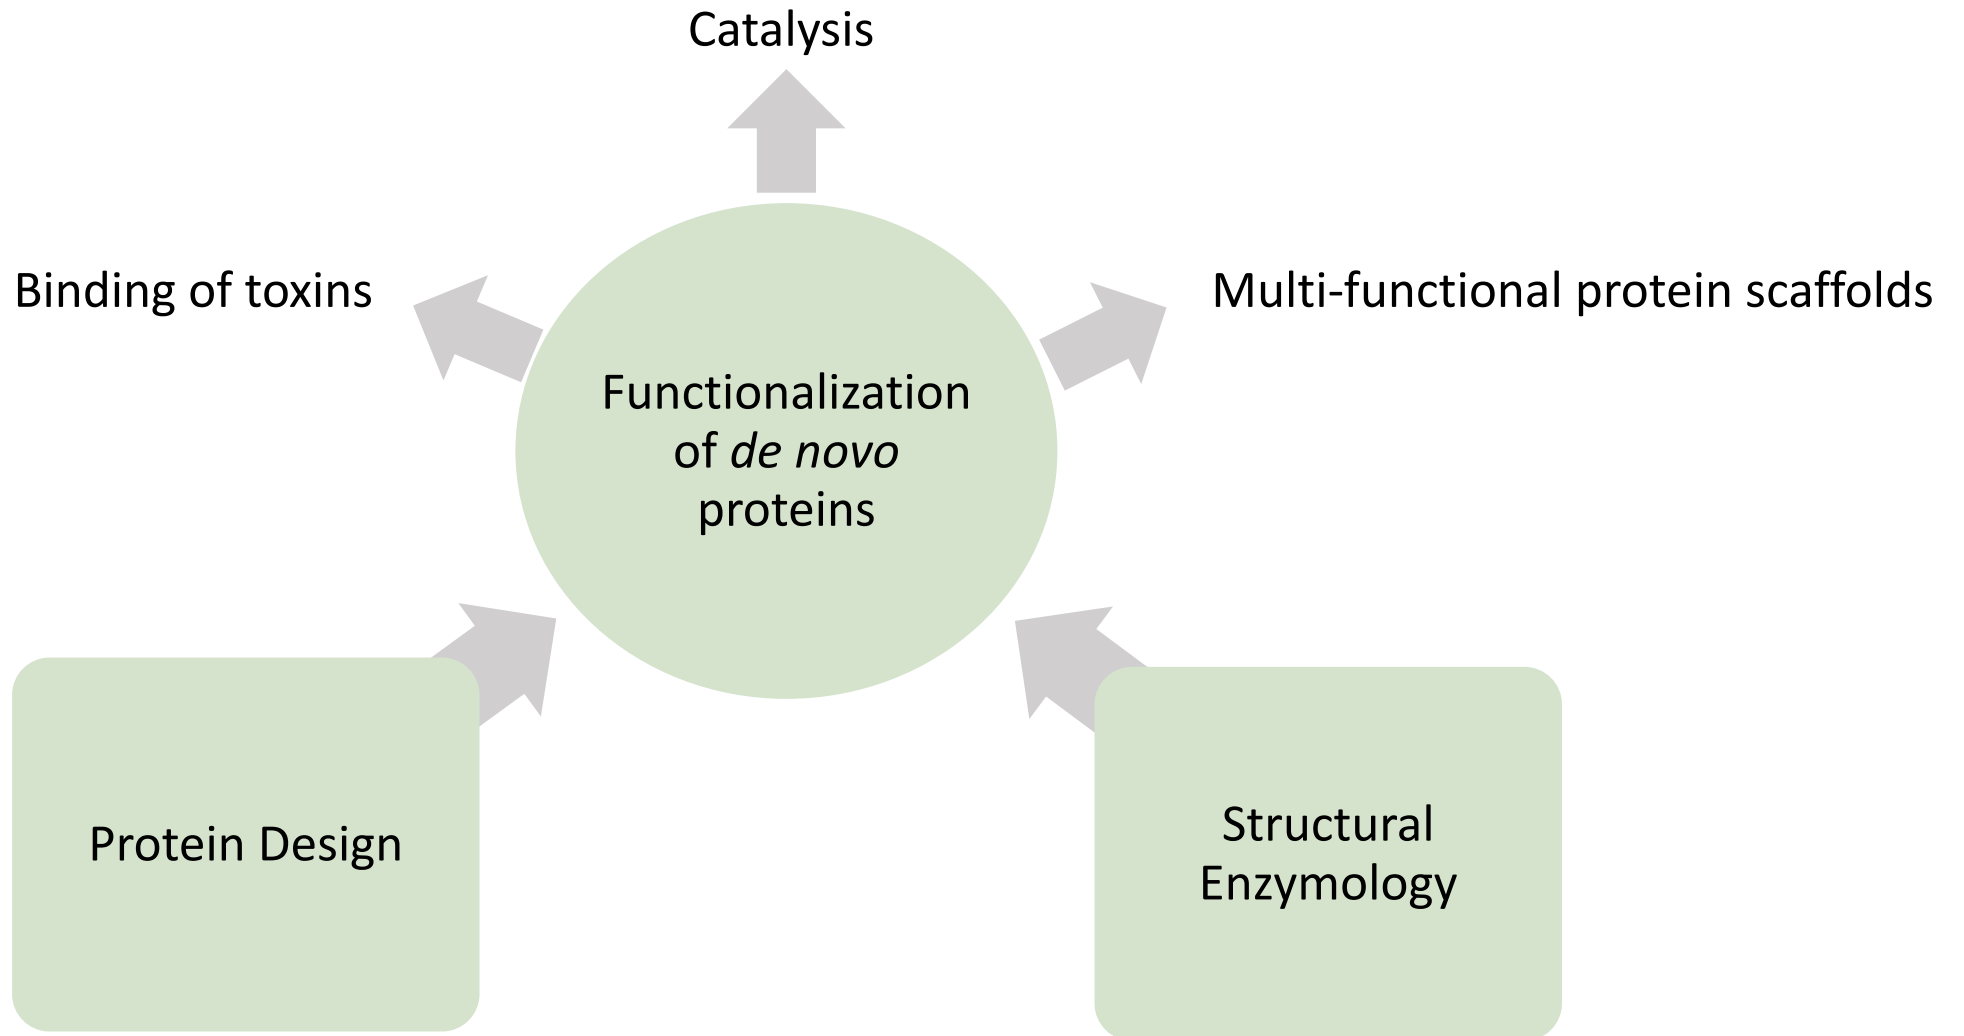 Catalysis
Binding of toxins
Multi-functional protein scaffolds
Functionalization
of de novo
proteins
Protein Design
Structural
Enzymology